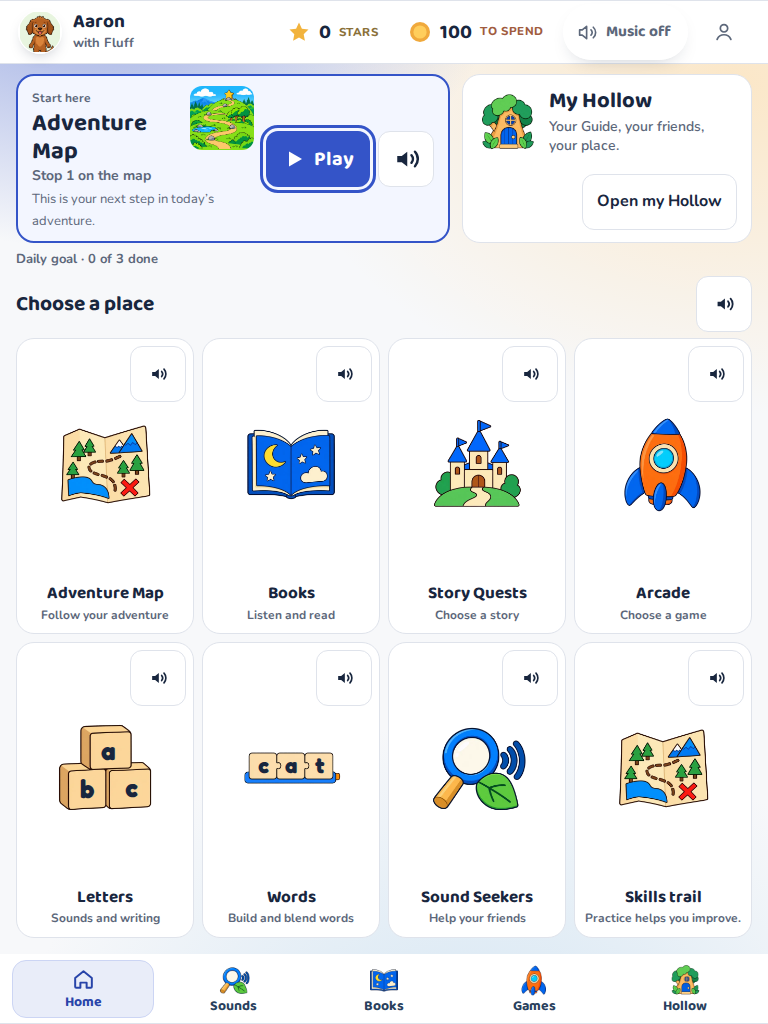 Aaron
with Fluff
0 STARS
100 TO SPEND
Music off
Start here
Adventure
Map
Stop 1 on the map
This is your next step in today's
adventure.
Play
My Hollow
Your Guide, your friends,
your place.
Open my Hollow
Daily goal · 0 of 3 done
Choose a place
Adventure Map
Follow your adventure
Books
Listen and read
Story Quests
Choose a story
Arcade
Choose a game
a
b c
Letters
Sounds and writing
c a t
Words
Build and blend words
Sound Seekers
Help your friends
Skills trail
Practice helps you improve.
Home
Sounds
Books
Games
Hollow